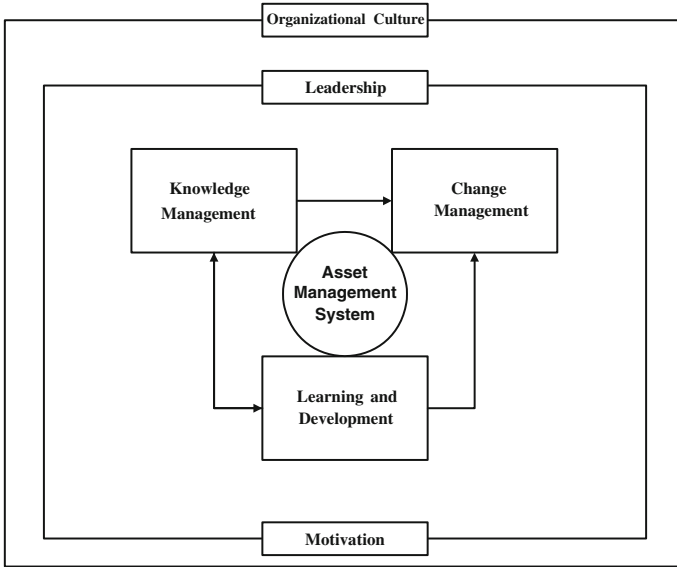 Organizational Culture
Leadership
Knowledge
Management
Change
Management
Asset
Management
System
Learning and
Development
Motivation